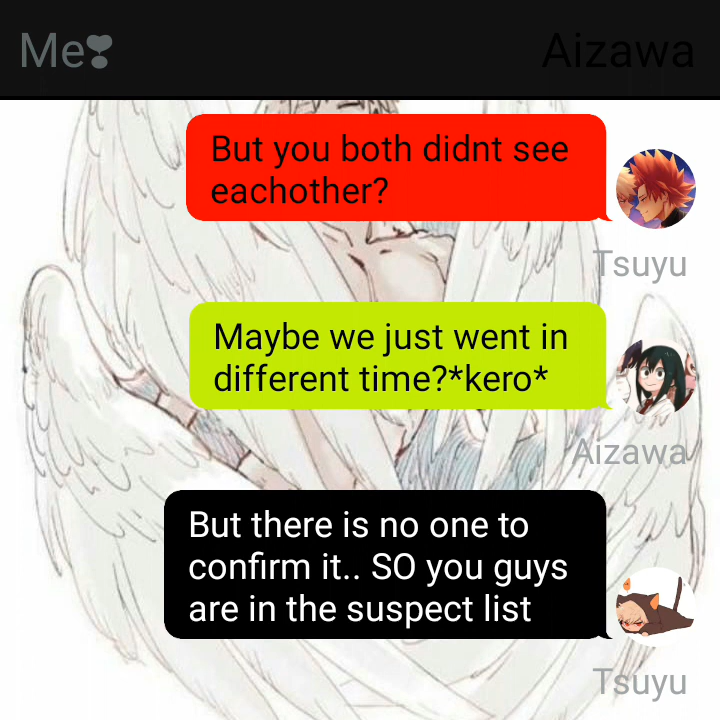 Me❣
Aizawa
But you both didnt see
eachother?
Tsuyu
Maybe we just went in
different time?*kero*
Aizawa
But there is no one to
confirm it.. SO you guys
are in the suspect list
Tsuyu